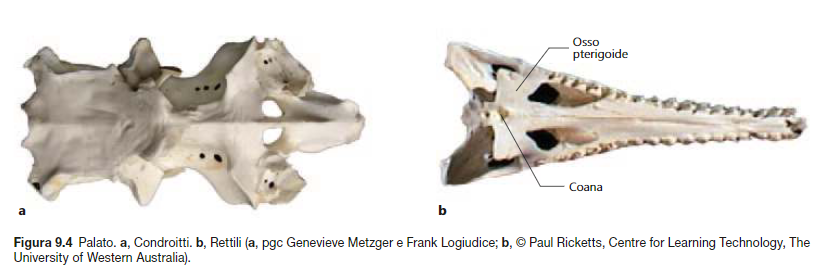 Osso
pterigoide
Coana
a
b
Figura 9.4 Palato. a, Condroitti. b, Rettili (a, pgc Genevieve Metzger e Frank Logiudice; b, © Paul Ricketts, Centre for Learning Technology, The
University of Western Australia).